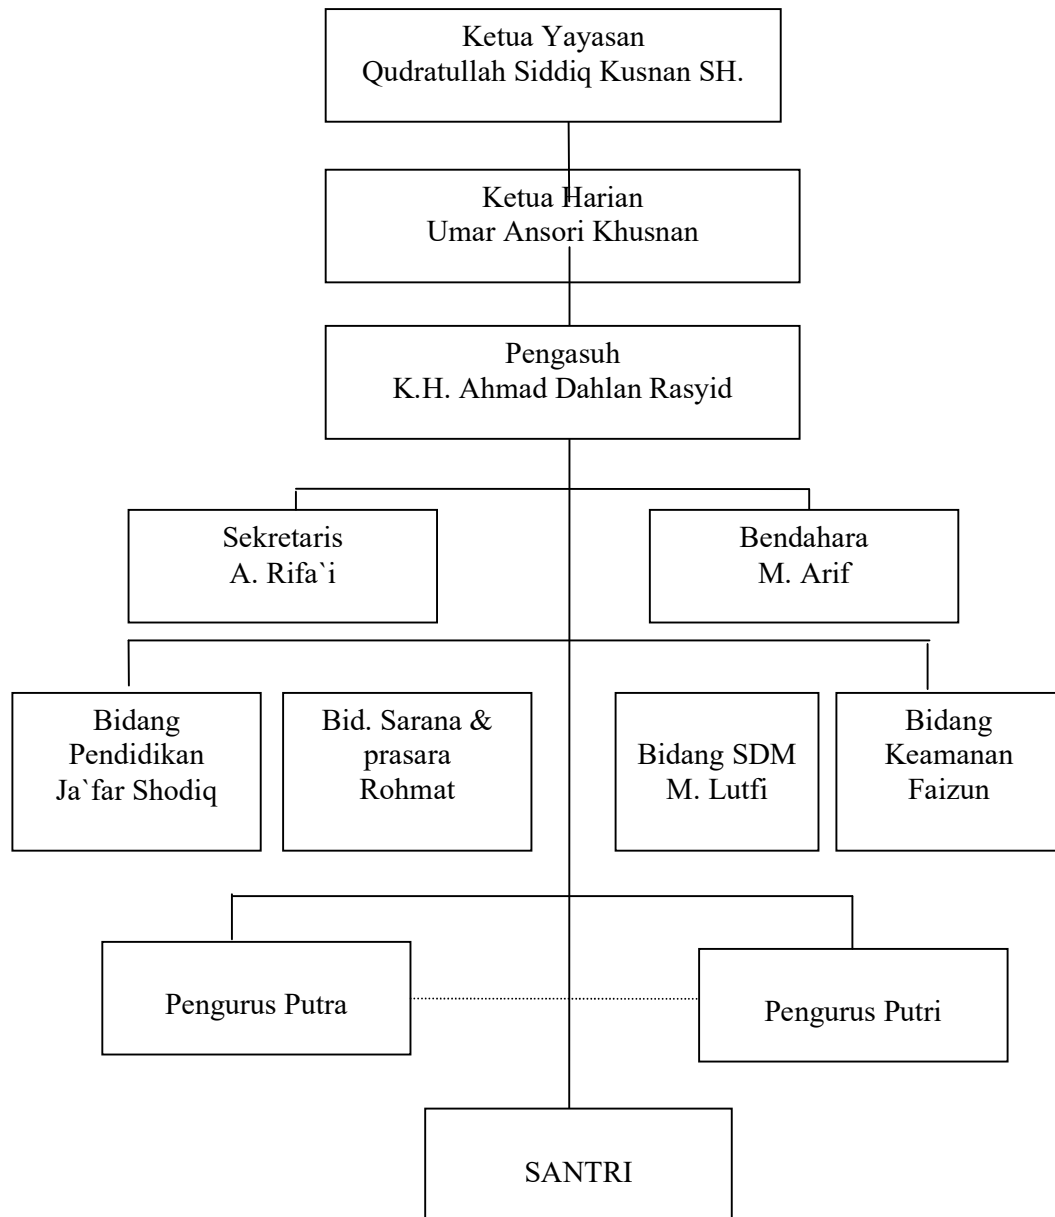 Ketua Yayasan
Qudratullah Siddiq Kusnan SH.
Ketua Harian
Umar Ansori Khusnan
Pengasuh
K.H. Ahmad Dahlan Rasyid
Sekretaris
A. Rifa`i
Bendahara
M. Arif
Bidang
Pendidikan
Ja`far Shodiq
Bid. Sarana &
prasara
Rohmat
Bidang SDM
M. Lutfi
Bidang
Keamanan
Faizun
Pengurus Putra
Pengurus Putri
SANTRI